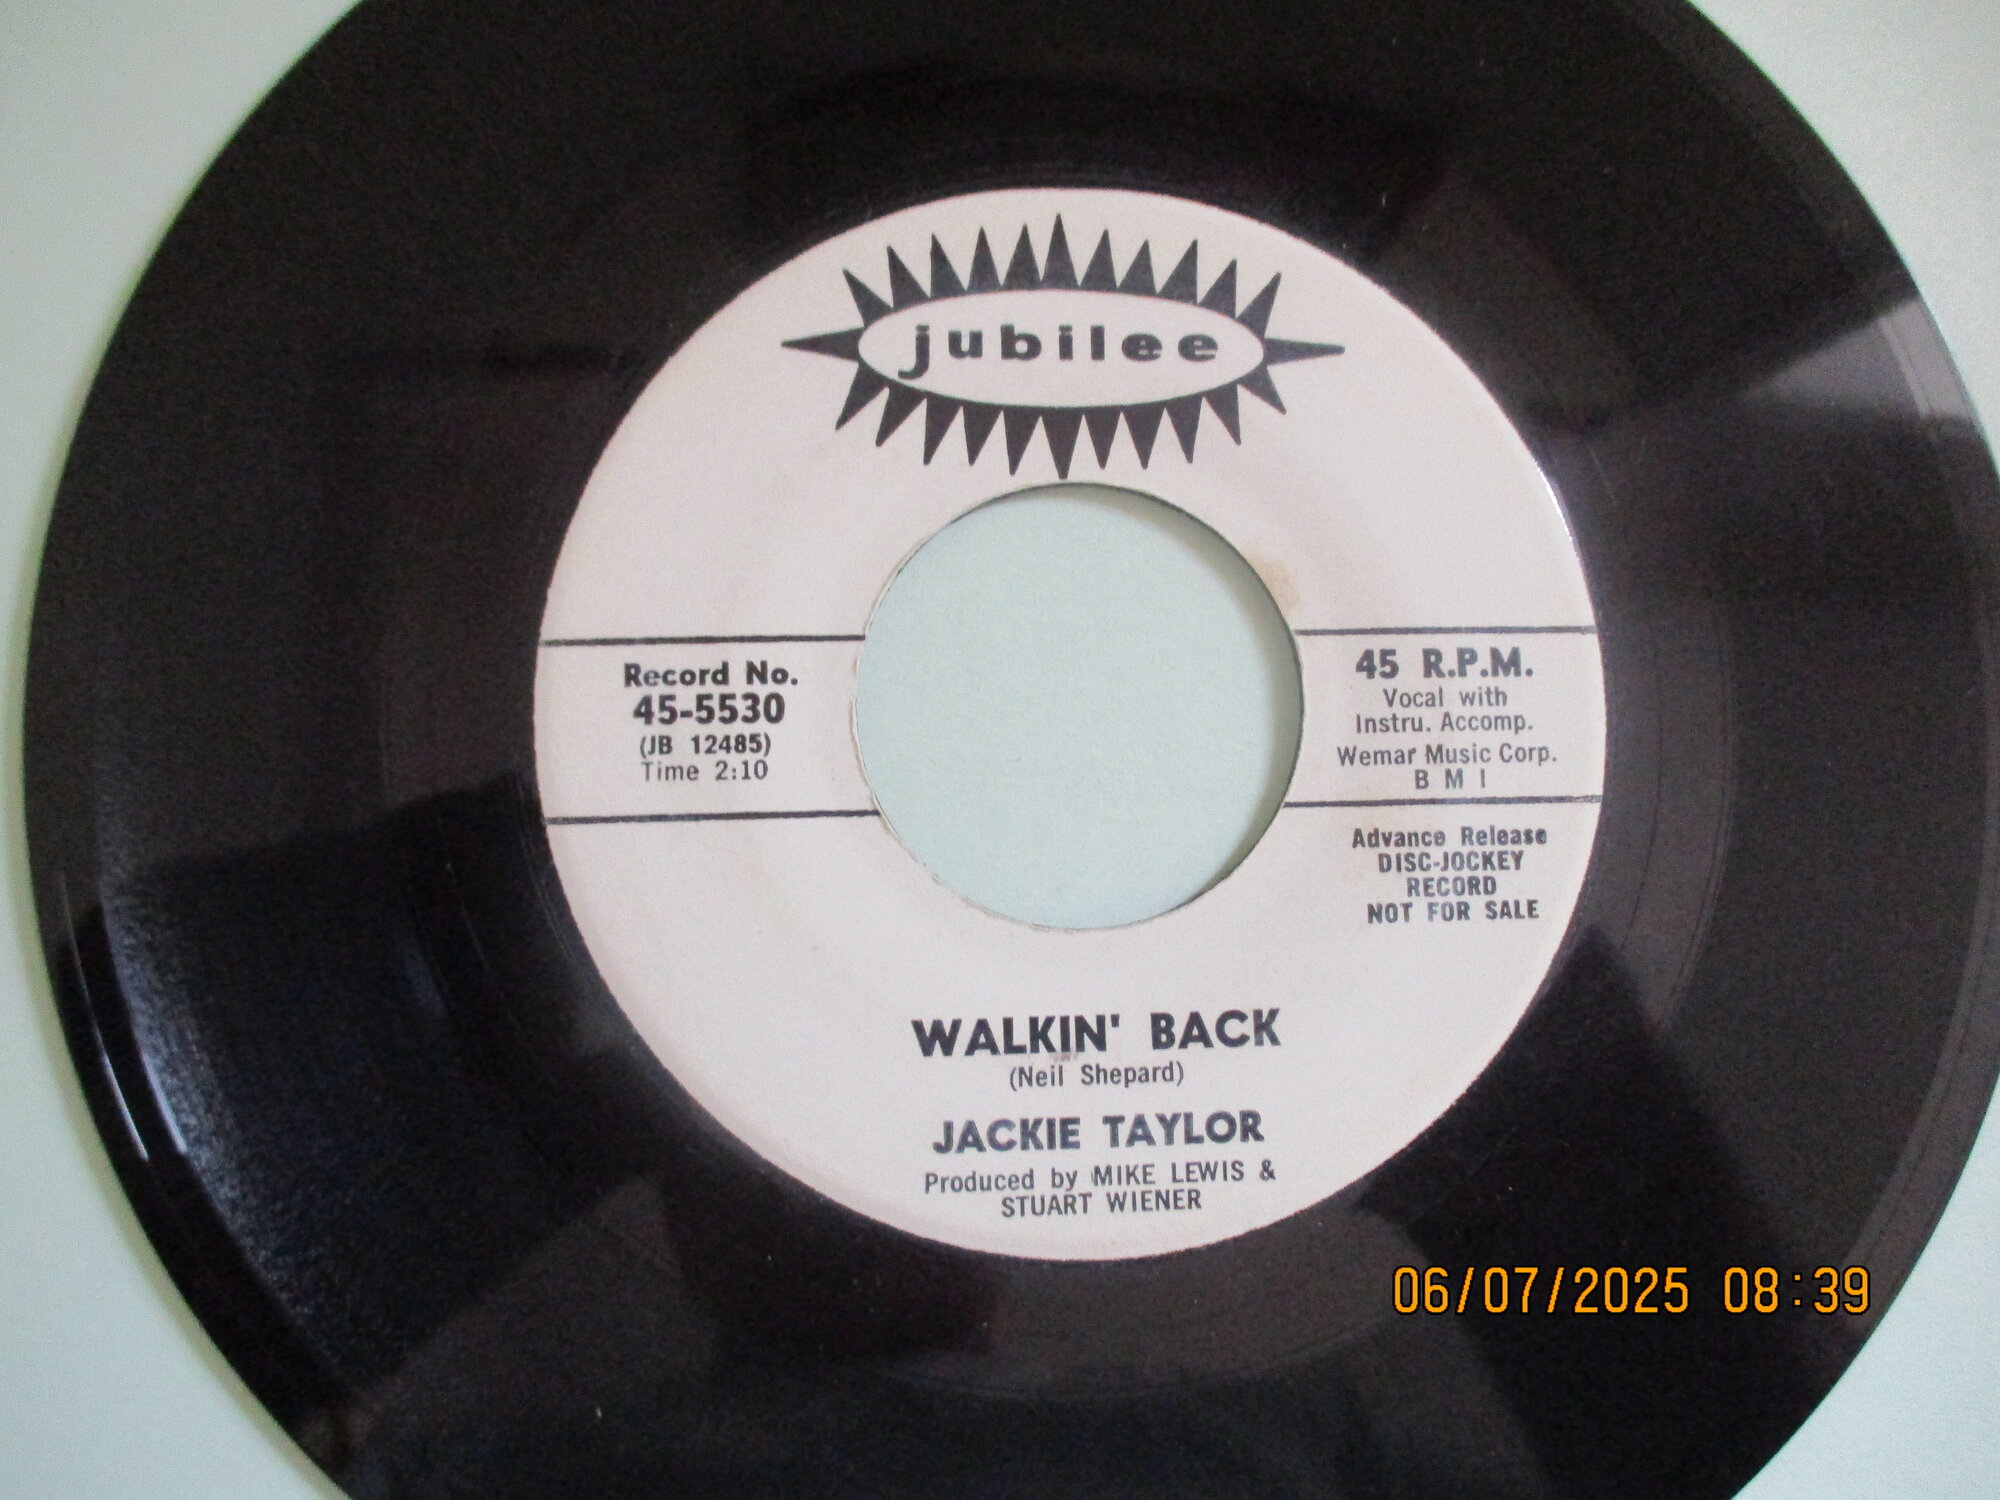 jubilee
Record No.
45-5530
(JB 12485)
Time 2:10
45 R.P.M.
Vocal with
Instru. Accomp.
Wemar Music Corp.
B M I
Advance Release
DISC-JOCKEY
RECORD
NOT FOR SALE
WALKIN' BACK
(Neil Shepard)
JACKIE TAYLOR
Produced by MIKE LEWIS &
STUART WIENER
06/07/2025 08:39